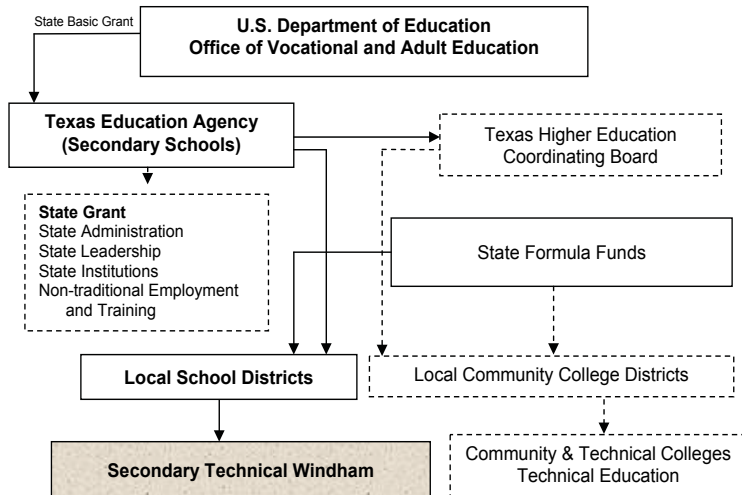 State Basic Grant
U.S. Department of Education
Office of Vocational and Adult Education
Texas Education Agency
(Secondary Schools)
Texas Higher Education
Coordinating Board
State Grant
State Administration
State Leadership
State Institutions
Non-traditional Employment
and Training
State Formula Funds
Local School Districts
Local Community College Districts
Secondary Technical Windham
Community & Technical Colleges
Technical Education